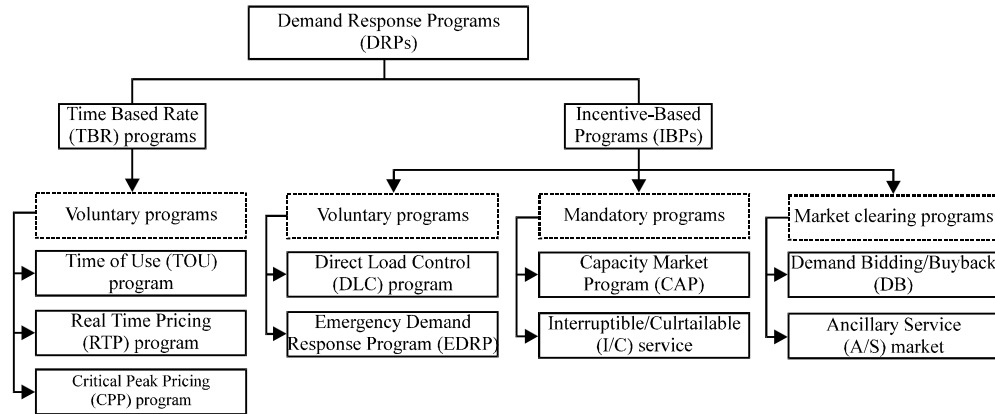 Demand Response Programs
(DRPs)
Time Based Rate
(TBR) programs
Incentive-Based
Programs (IBPs)
Voluntary programs
Time of Use (TOU)
program
Real Time Pricing
(RTP) program
Critical Peak Pricing
(CPP) program
Voluntary programs
Direct Load Control
(DLC) program
Emergency Demand
Response Program (EDRP)
Mandatory programs
Capacity Market
Program (CAP)
Interruptible/Culrtailable
(I/C) service
Market clearing programs
Demand Bidding/Buyback
(DB)
Ancillary Service
(A/S) market